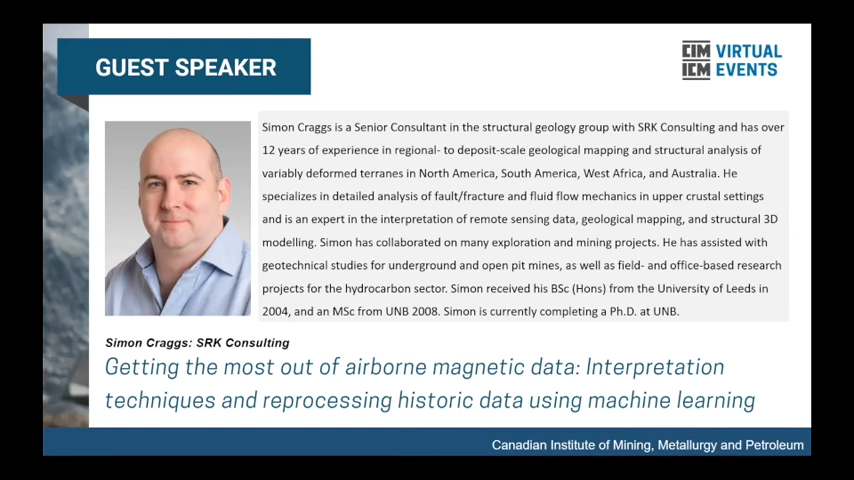 GUEST SPEAKER
CIM VIRTUAL
ICM EVENTS
Simon Craggs is a Senior Consultant in the structural geology group with SRK Consulting and has over
12 years of experience in regional- to deposit-scale geological mapping and structural analysis of
variably deformed terranes in North America, South America, West Africa, and Australia. He
specializes in detailed analysis of fault/fracture and fluid flow mechanics in upper crustal settings
and is an expert in the interpretation of remote sensing data, geological mapping, and structural 3D
modelling. Simon has collaborated on many exploration and mining projects. He has assisted with
geotechnical studies for underground and open pit mines, as well as field- and office-based research
projects for the hydrocarbon sector. Simon received his BSc (Hons) from the University of Leeds in
2004, and an MSc from UNB 2008. Simon is currently completing a Ph.D. at UNB.
Simon Craggs: SRK Consulting
Getting the most out of airborne magnetic data: Interpretation
techniques and reprocessing historic data using machine learning
Canadian Institute of Mining, Metallurgy and Petroleum